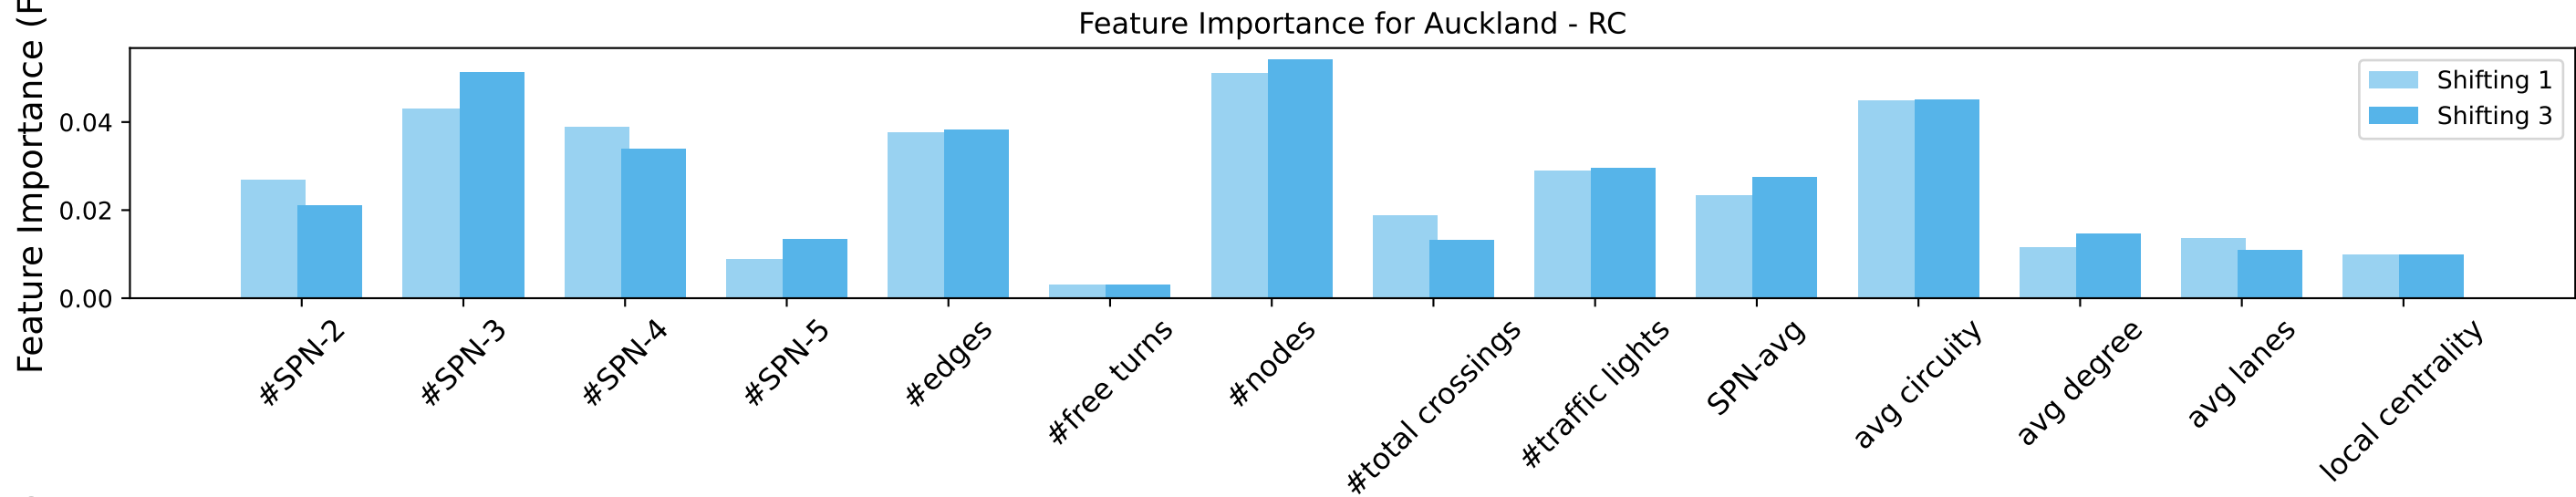 Feature Importance for Auckland - RC
Feature Importance (F
0.04
0.02
0.00
Shifting 1
Shifting 3
#SPN-2
#SPN-3
#SPN-4
#SPN-5
#edges
#free turns
#nodes
#total crossings
#traffic lights
SPN-avg
avg circuity
avg degree
avg lanes
local centrality